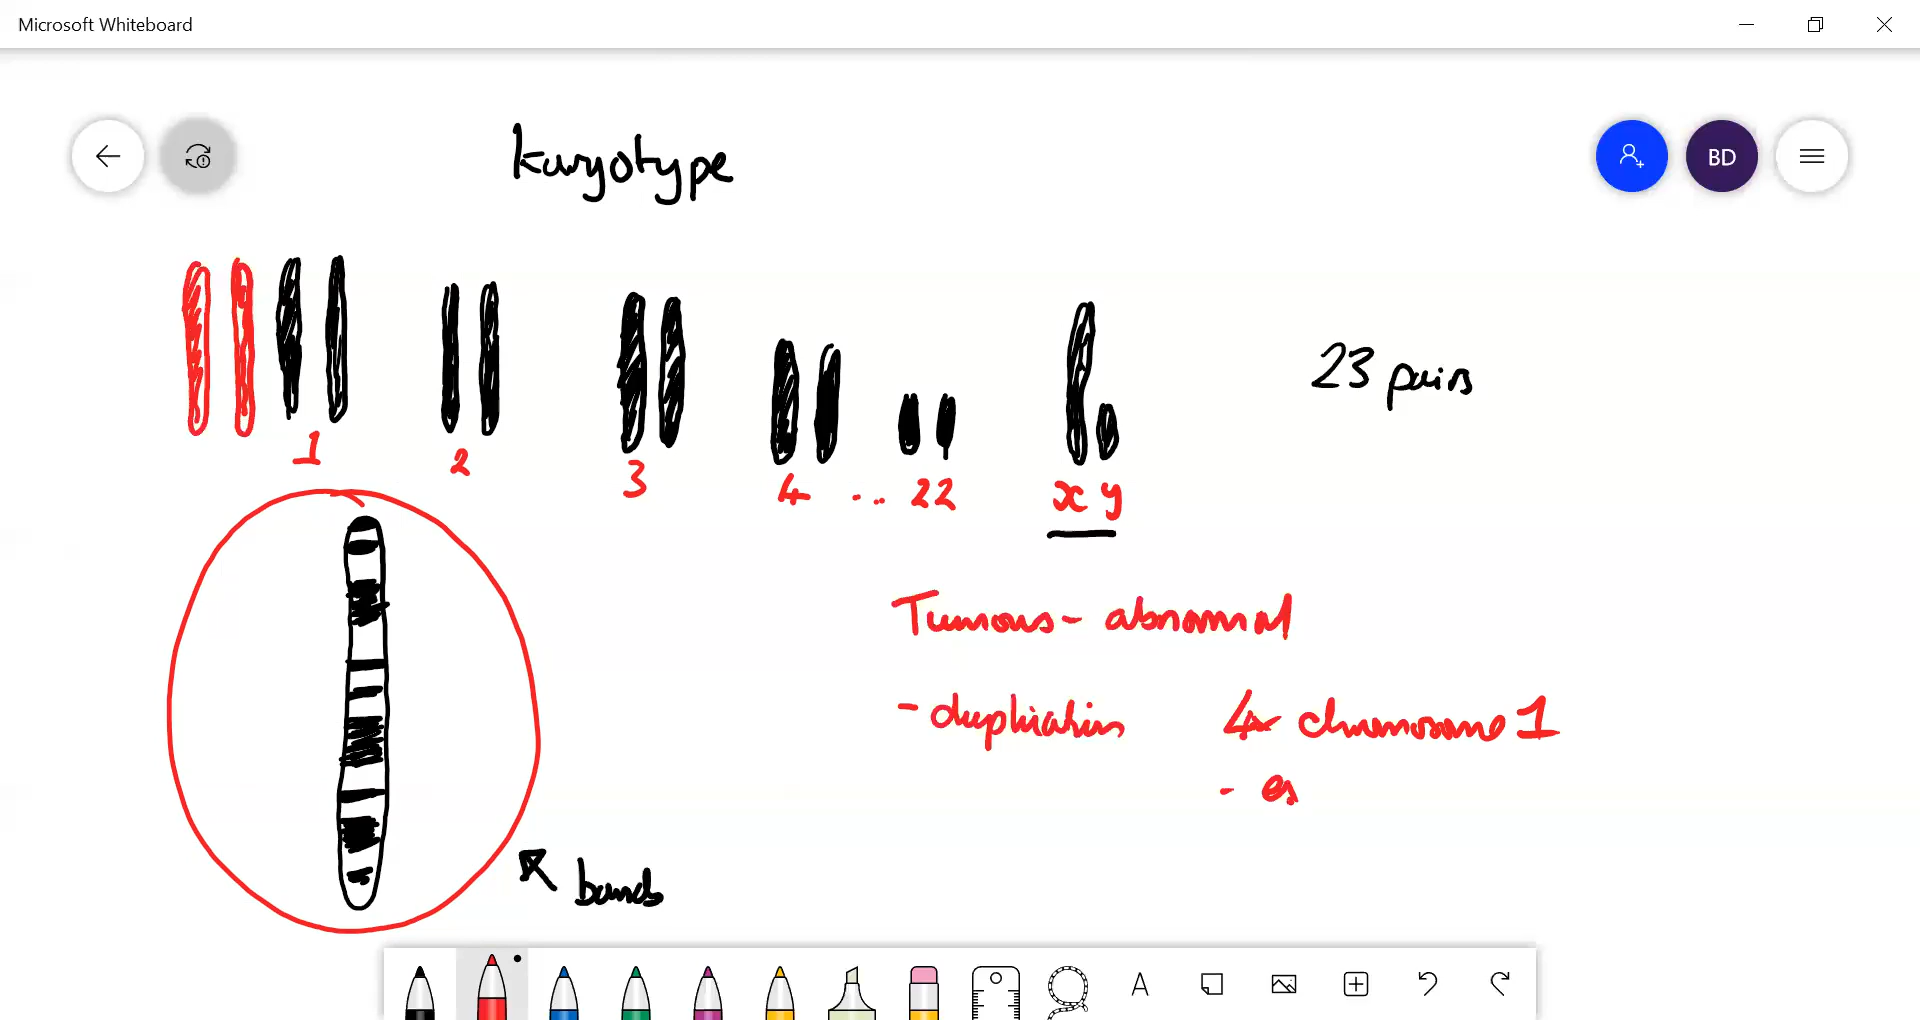 Microsoft Whiteboard
BD
karyotype
23 pairs
1 2 3 4 ... 22 x y
Tumours - abnormal
- duplication 4x chromosome 1
bands
A